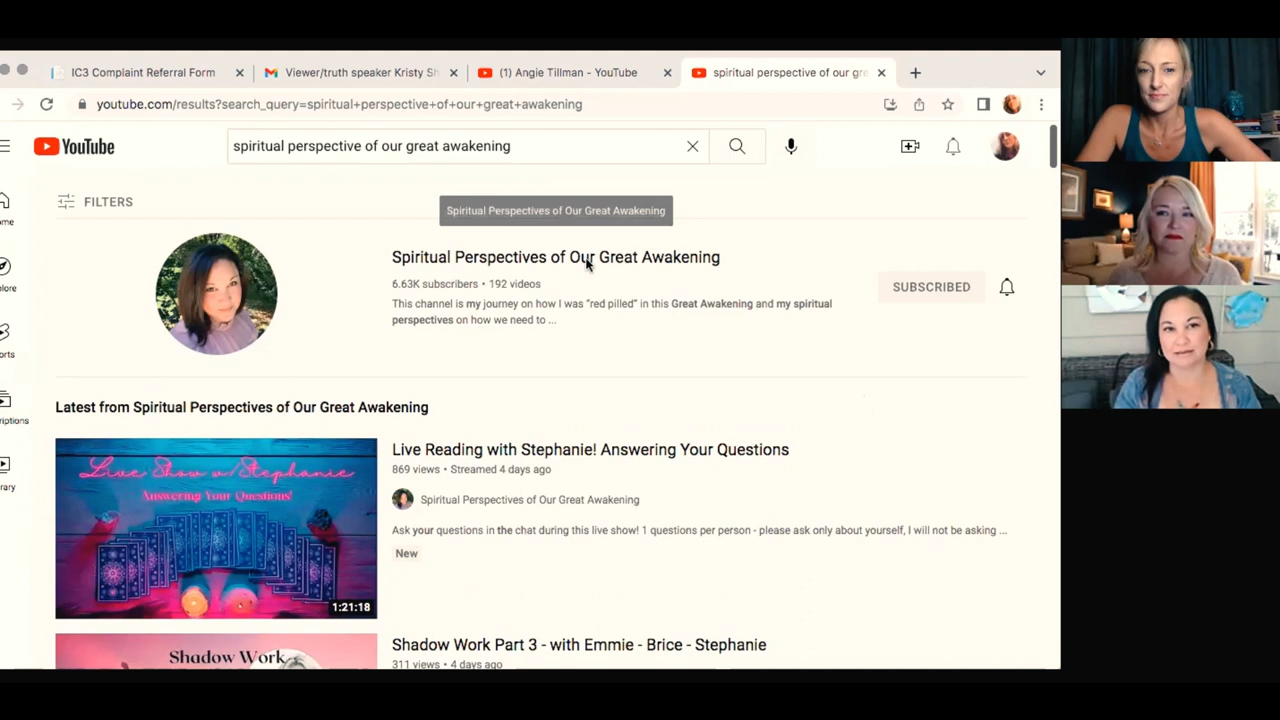 IC3 Complaint Referral Form
Viewer/truth speaker Kristy Sh
(1) Angie Tillman - YouTube
spiritual perspective of our gre
youtube.com/results?search_query=spiritual+perspective+of+our+great+awakening
YouTube
spiritual perspective of our great awakening
FILTERS
Spiritual Perspectives of Our Great Awakening
Spiritual Perspectives of Our Great Awakening
6.63K subscribers • 192 videos
SUBSCRIBED
This channel is my journey on how I was “red pilled” in this Great Awakening and my spiritual
perspectives on how we need to ...
ome
plore
orts
iptions
rary
Latest from Spiritual Perspectives of Our Great Awakening
Live Show w/Stephanie
Answering Your Questions!
1:21:18
Live Reading with Stephanie! Answering Your Questions
869 views • Streamed 4 days ago
Spiritual Perspectives of Our Great Awakening
Ask your questions in the chat during this live show! 1 questions per person - please ask only about yourself, I will not be asking ...
New
Shadow Work
Shadow Work Part 3 - with Emmie - Brice - Stephanie
311 views • 4 days ago